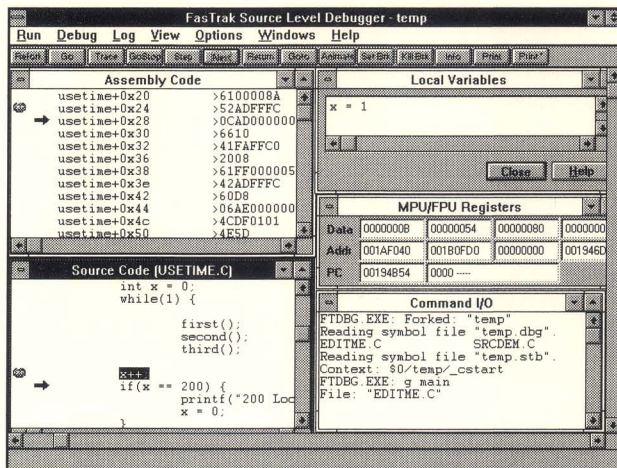 FasTrak Source Level Debugger - temp
Run Debug Log View Options Windows Help
Go Trace GoStop Step Next Return Goto Animate Set Brk Kill Brk Info Print Print*
Assembly Code
usetime+0x20 >6100008A
usetime+0x24 >52ADFFFC
usetime+0x28 >0CAD000000
usetime+0x30 >6610
usetime+0x32 >41FAFFC0
usetime+0x36 >2008
usetime+0x38 >61FF000005
usetime+0x3e >42ADFFFC
usetime+0x42 >60D8
usetime+0x44 >06AE000000
usetime+0x4c >4CDF0101
usetime+0x50 >4E5D
Local Variables
x = 1
Close Help
MPU/FPU Registers
Data 0000000B 00000054 00000080 0000000
Addr 001AF040 001B0FD0 00000000 001946D
PC 00194B54 0000 -----
Source Code (USETIME.C)
int x = 0;
while(1) {
first();
second();
third();
x++;
if(x == 200) {
printf("200 Loo
x = 0;
}
Command I/O
FTDBG.EXE: Forked: "temp"
Reading symbol file "temp.dbg".
EDITME.C SRCDEM.C
Reading symbol file "temp.stb".
Context: $0/temp/_cstart
FTDBG.EXE: g main
File: "EDITME.C"